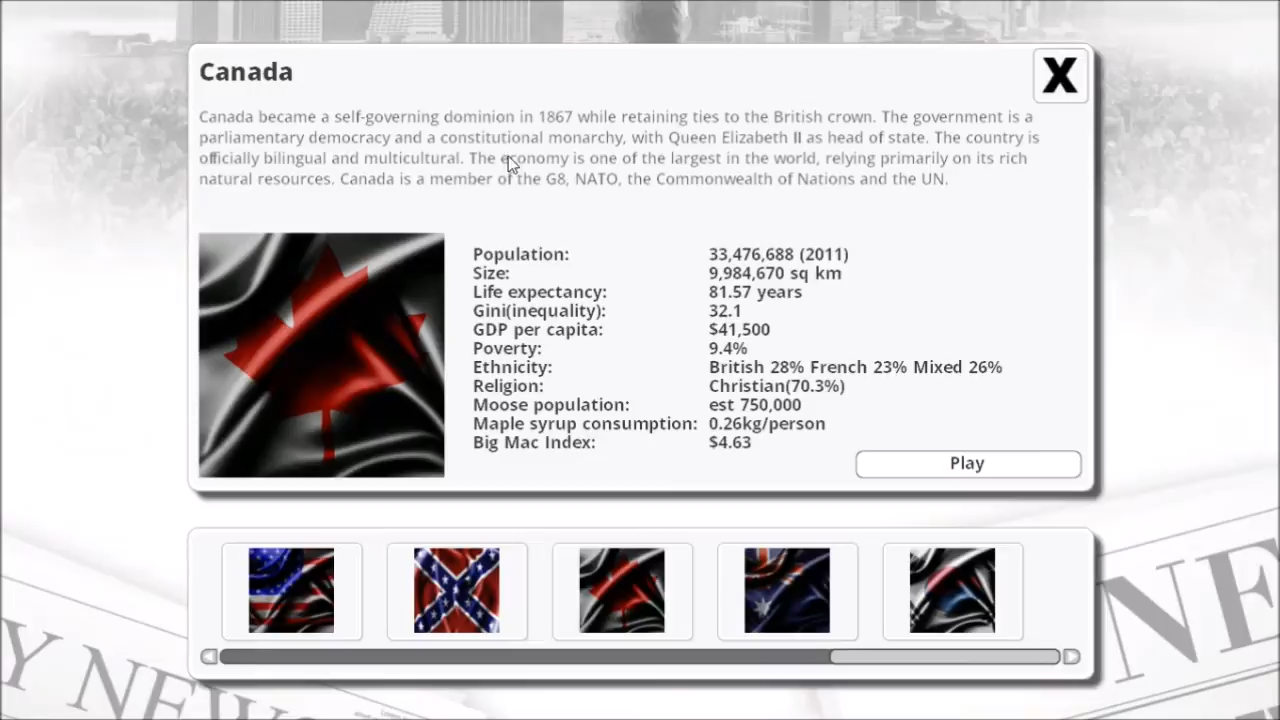 Canada
X
Canada became a self-governing dominion in 1867 while retaining ties to the British crown. The government is a
parliamentary democracy and a constitutional monarchy, with Queen Elizabeth II as head of state. The country is
officially bilingual and multicultural. The economy is one of the largest in the world, relying primarily on its rich
natural resources. Canada is a member of the G8, NATO, the Commonwealth of Nations and the UN.
Population: 33,476,688 (2011)
Size: 9,984,670 sq km
Life expectancy: 81.57 years
Gini(inequality): 32.1
GDP per capita: $41,500
Poverty: 9.4%
Ethnicity: British 28% French 23% Mixed 26%
Religion: Christian(70.3%)
Moose population: est 750,000
Maple syrup consumption: 0.26kg/person
Big Mac Index: $4.63
Play
Y NEWS
NE